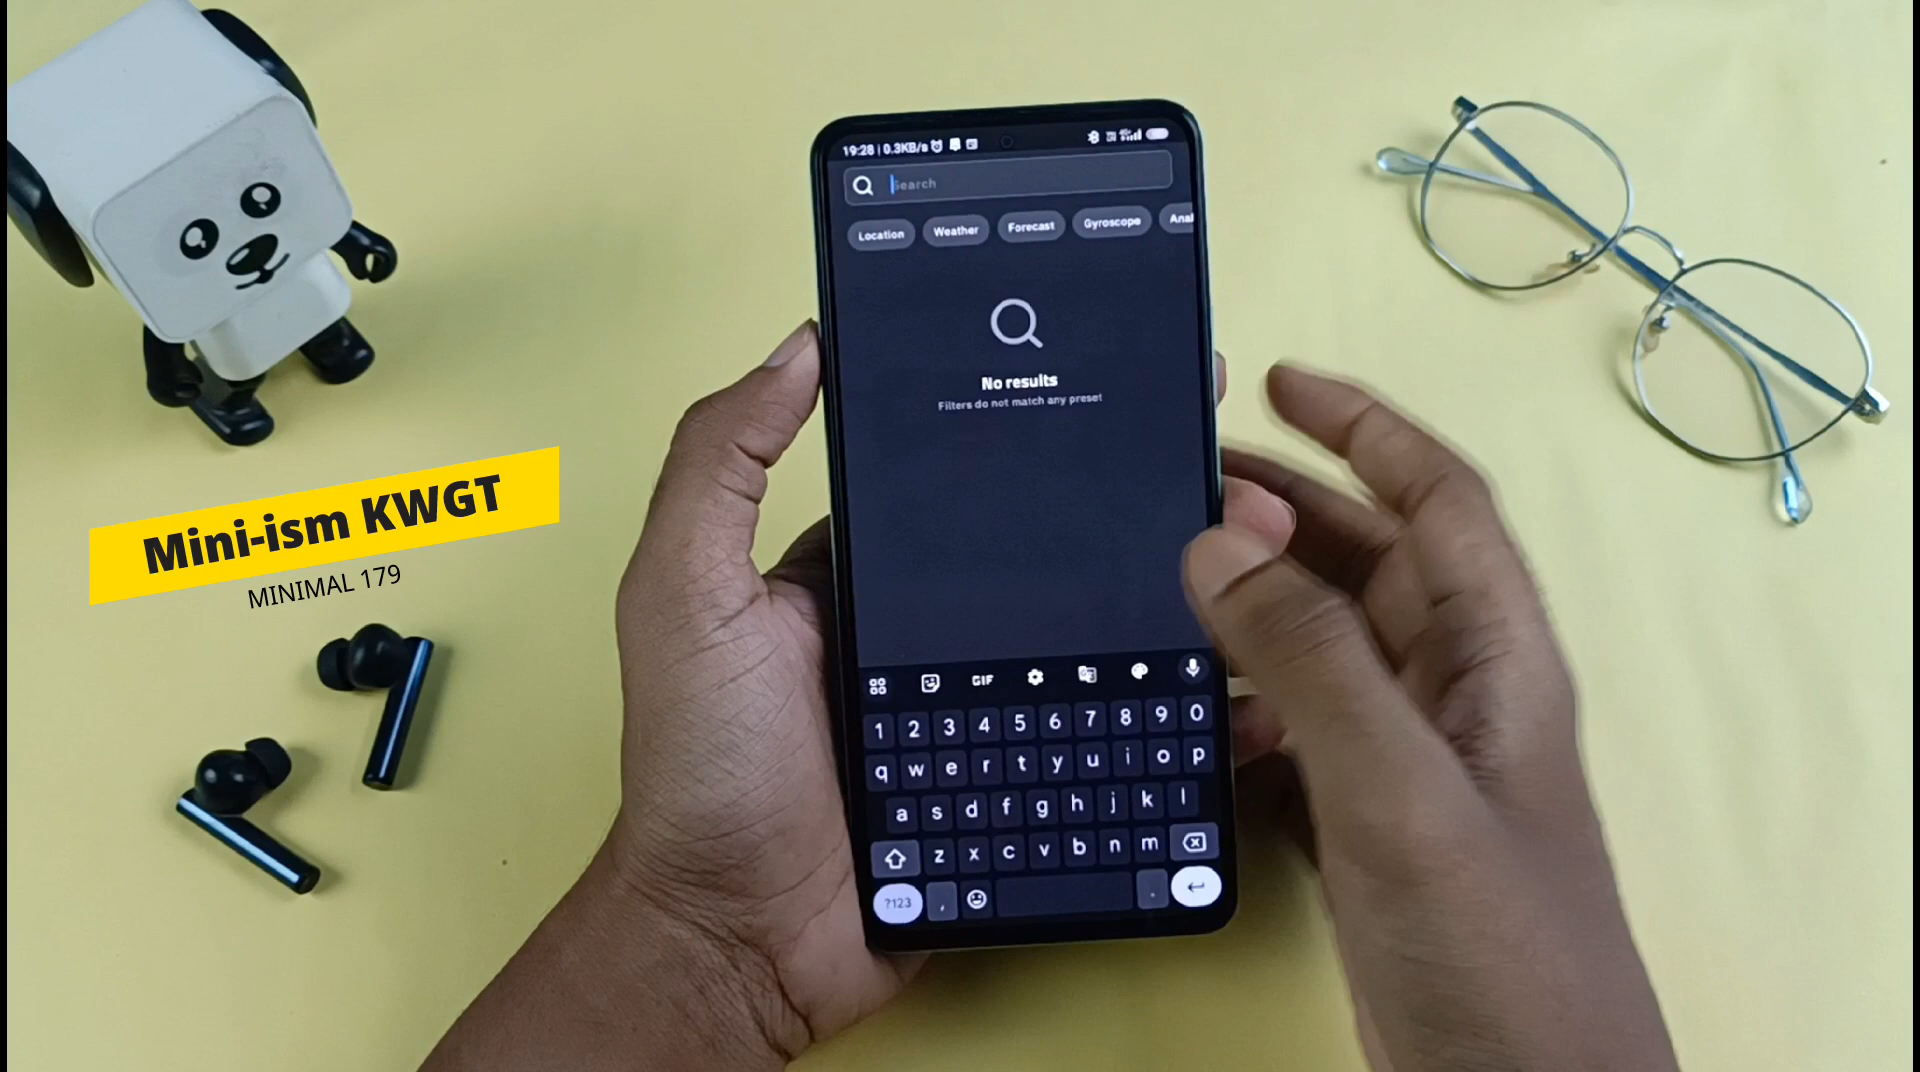 19:28 | 0.3KB/s
Search
Location Weather Forecast Gyroscope Anal
No results
Filters do not match any preset
Mini-ism KWGT
MINIMAL 179
GIF
1 2 3 4 5 6 7 8 9 0
q w e r t y u i o p
a s d f g h j k l
z x c v b n m
?123 , .